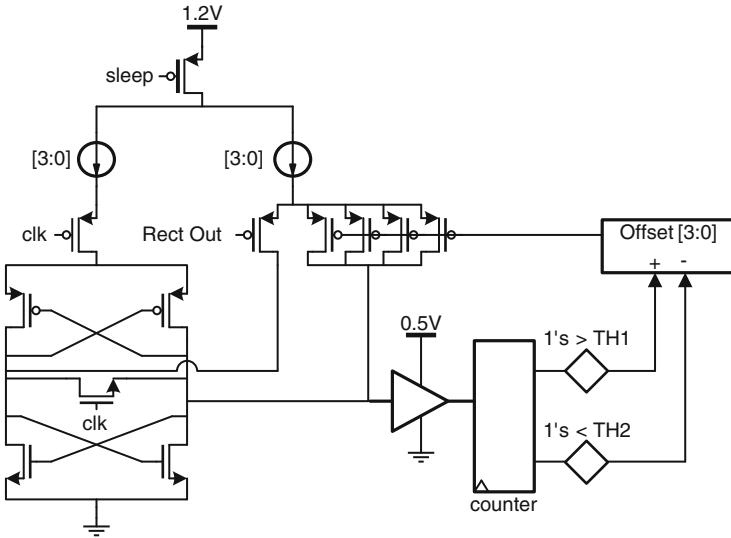 1.2V
sleep
[3:0]
[3:0]
clk
Rect Out
Offset [3:0]
+ -
0.5V
1's > TH1
clk
1's < TH2
counter